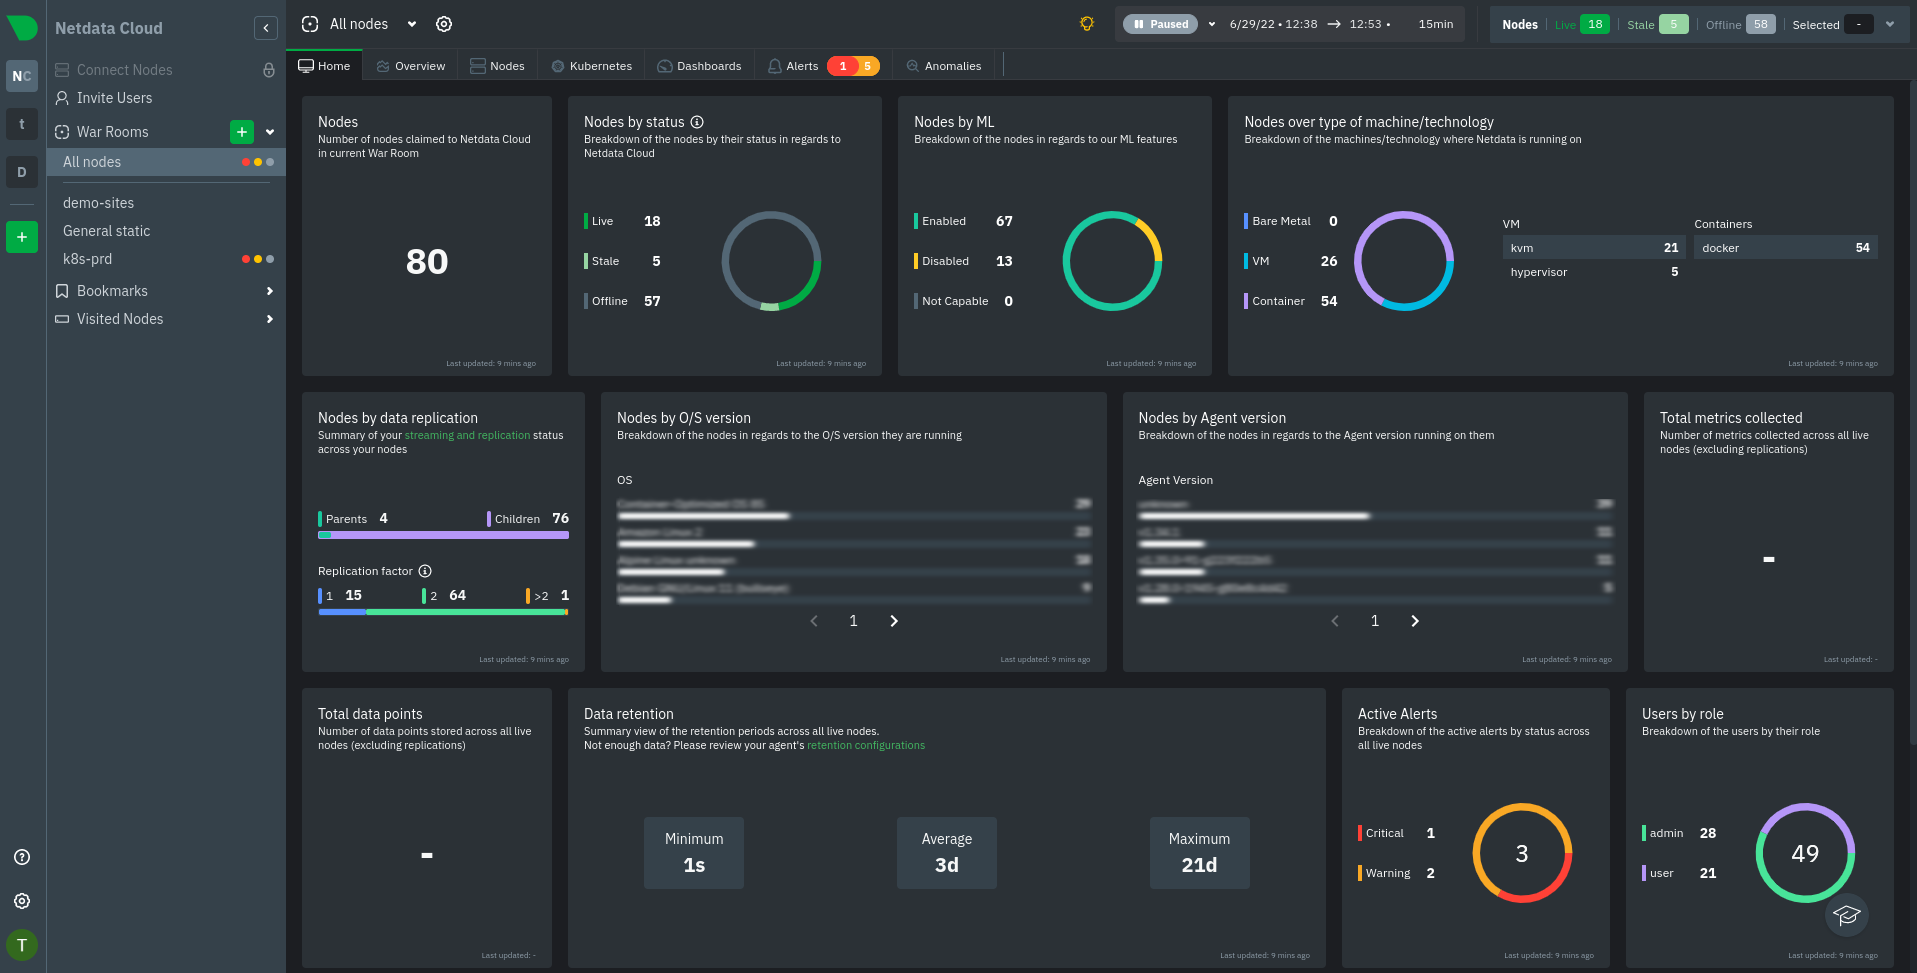 Netdata Cloud
NC
t
D
+
T
Connect Nodes
Invite Users
War Rooms
+
All nodes
demo-sites
General static
k8s-prd
Bookmarks
Visited Nodes
All nodes
Paused
6/29/22 • 12:38 → 12:53 •
15min
Nodes
Live 18
Stale 5
Offline 58
Selected -
Home
Overview
Nodes
Kubernetes
Dashboards
Alerts 1 5
Anomalies
Nodes
Number of nodes claimed to Netdata Cloud
in current War Room
80
Last updated: 9 mins ago
Nodes by status
Breakdown of the nodes by their status in regards to
Netdata Cloud
Live 18
Stale 5
Offline 57
Last updated: 9 mins ago
Nodes by ML
Breakdown of the nodes in regards to our ML features
Enabled 67
Disabled 13
Not Capable 0
Last updated: 9 mins ago
Nodes over type of machine/technology
Breakdown of the machines/technology where Netdata is running on
Bare Metal 0
VM 26
Container 54
VM
kvm 21
hypervisor 5
Containers
docker 54
Last updated: 9 mins ago
Nodes by data replication
Summary of your streaming and replication status
across your nodes
Parents 4
Children 76
Replication factor
1 15
2 64
>2 1
Last updated: 9 mins ago
Nodes by O/S version
Breakdown of the nodes in regards to the O/S version they are running
OS
1
Last updated: 9 mins ago
Nodes by Agent version
Breakdown of the nodes in regards to the Agent version running on them
Agent Version
1
Last updated: 9 mins ago
Total metrics collected
Number of metrics collected across all live
nodes (excluding replications)
-
Last updated: -
Total data points
Number of data points stored across all live
nodes (excluding replications)
-
Last updated: -
Data retention
Summary view of the retention periods across all live nodes.
Not enough data? Please review your agent's retention configurations
Minimum
1s
Average
3d
Maximum
21d
Last updated: 9 mins ago
Active Alerts
Breakdown of the active alerts by status across
all live nodes
Critical 1
Warning 2
3
Last updated: 9 mins ago
Users by role
Breakdown of the users by their role
admin 28
user 21
49
Last updated: 9 mins ago